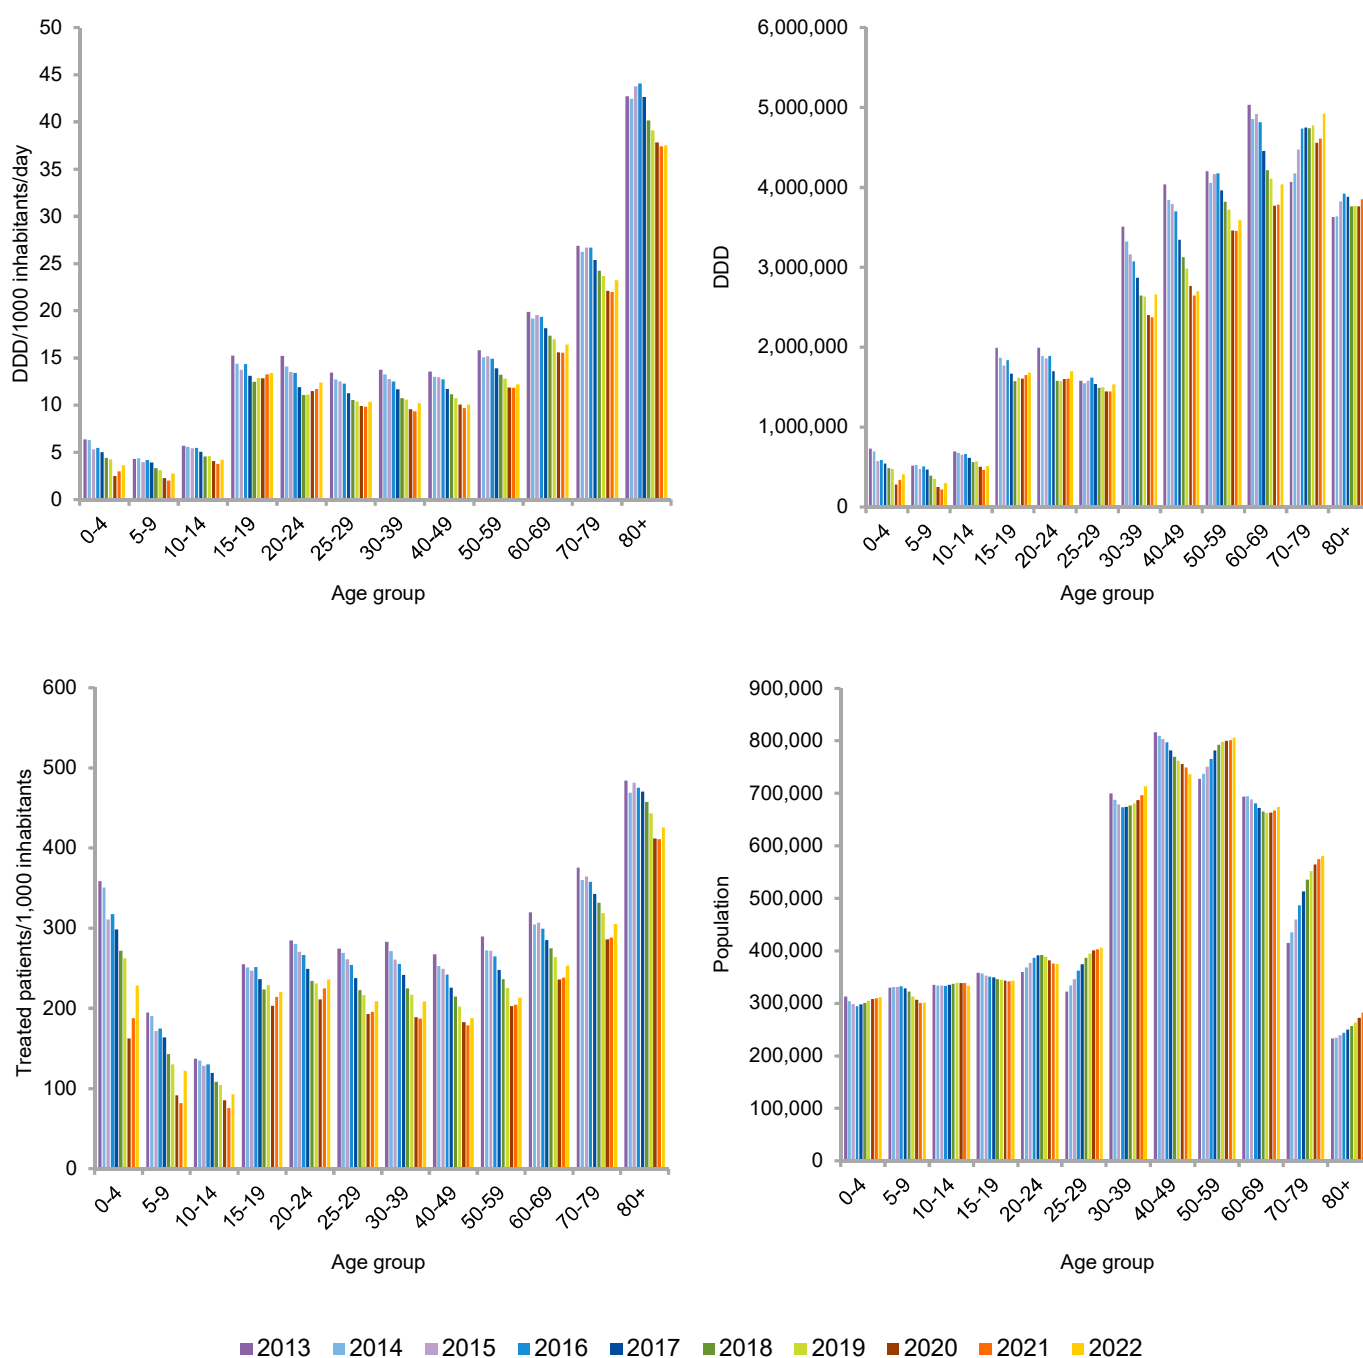 50
45
40
35
30
25
20
15
10
5
0
DDD/1000 inhabitants/day
0-4 5-9 10-14 15-19 20-24 25-29 30-39 40-49 50-59 60-69 70-79 80+
Age group
6,000,000
5,000,000
4,000,000
3,000,000
2,000,000
1,000,000
0
DDD
0-4 5-9 10-14 15-19 20-24 25-29 30-39 40-49 50-59 60-69 70-79 80+
Age group
600
500
400
300
200
100
0
Treated patients/1,000 inhabitants
0-4 5-9 10-14 15-19 20-24 25-29 30-39 40-49 50-59 60-69 70-79 80+
Age group
900,000
800,000
700,000
600,000
500,000
400,000
300,000
200,000
100,000
0
Population
0-4 5-9 10-14 15-19 20-24 25-29 30-39 40-49 50-59 60-69 70-79 80+
Age group
2013 2014 2015 2016 2017 2018 2019 2020 2021 2022